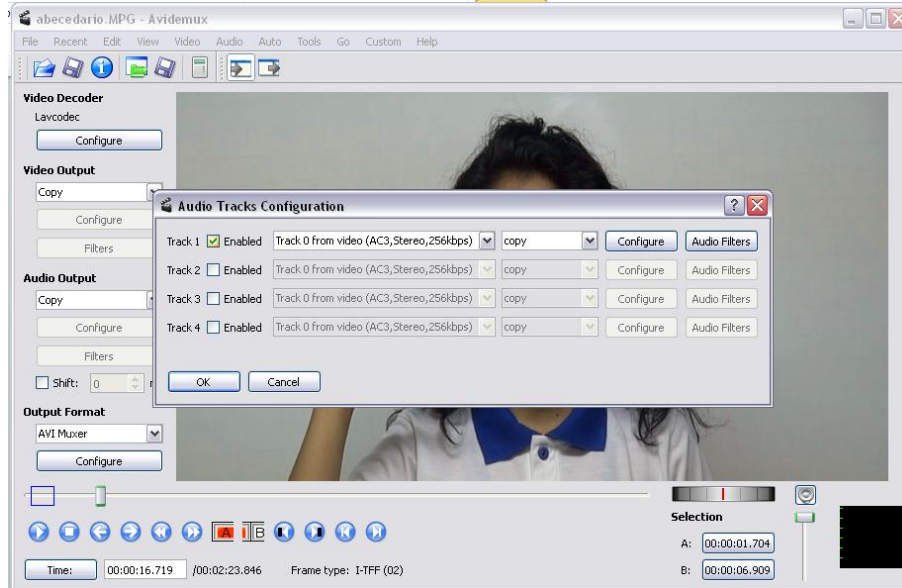 abecedario.MPG - Avidemux
File Recent Edit View Video Audio Auto Tools Go Custom Help
Video Decoder
Lavcodec
Configure
Video Output
Copy
Configure
Filters
Audio Output
Copy
Configure
Filters
Shift: 0
Output Format
AVI Muxer
Configure
Audio Tracks Configuration
Track 1 Enabled Track 0 from video (AC3,Stereo,256kbps) copy Configure Audio Filters
Track 2 Enabled Track 0 from video (AC3,Stereo,256kbps) copy Configure Audio Filters
Track 3 Enabled Track 0 from video (AC3,Stereo,256kbps) copy Configure Audio Filters
Track 4 Enabled Track 0 from video (AC3,Stereo,256kbps) copy Configure Audio Filters
OK Cancel
A B
Selection
A: 00:00:01.704
B: 00:00:06.909
Time: 00:00:16.719 /00:02:23.846 Frame type: I-TFF (02)